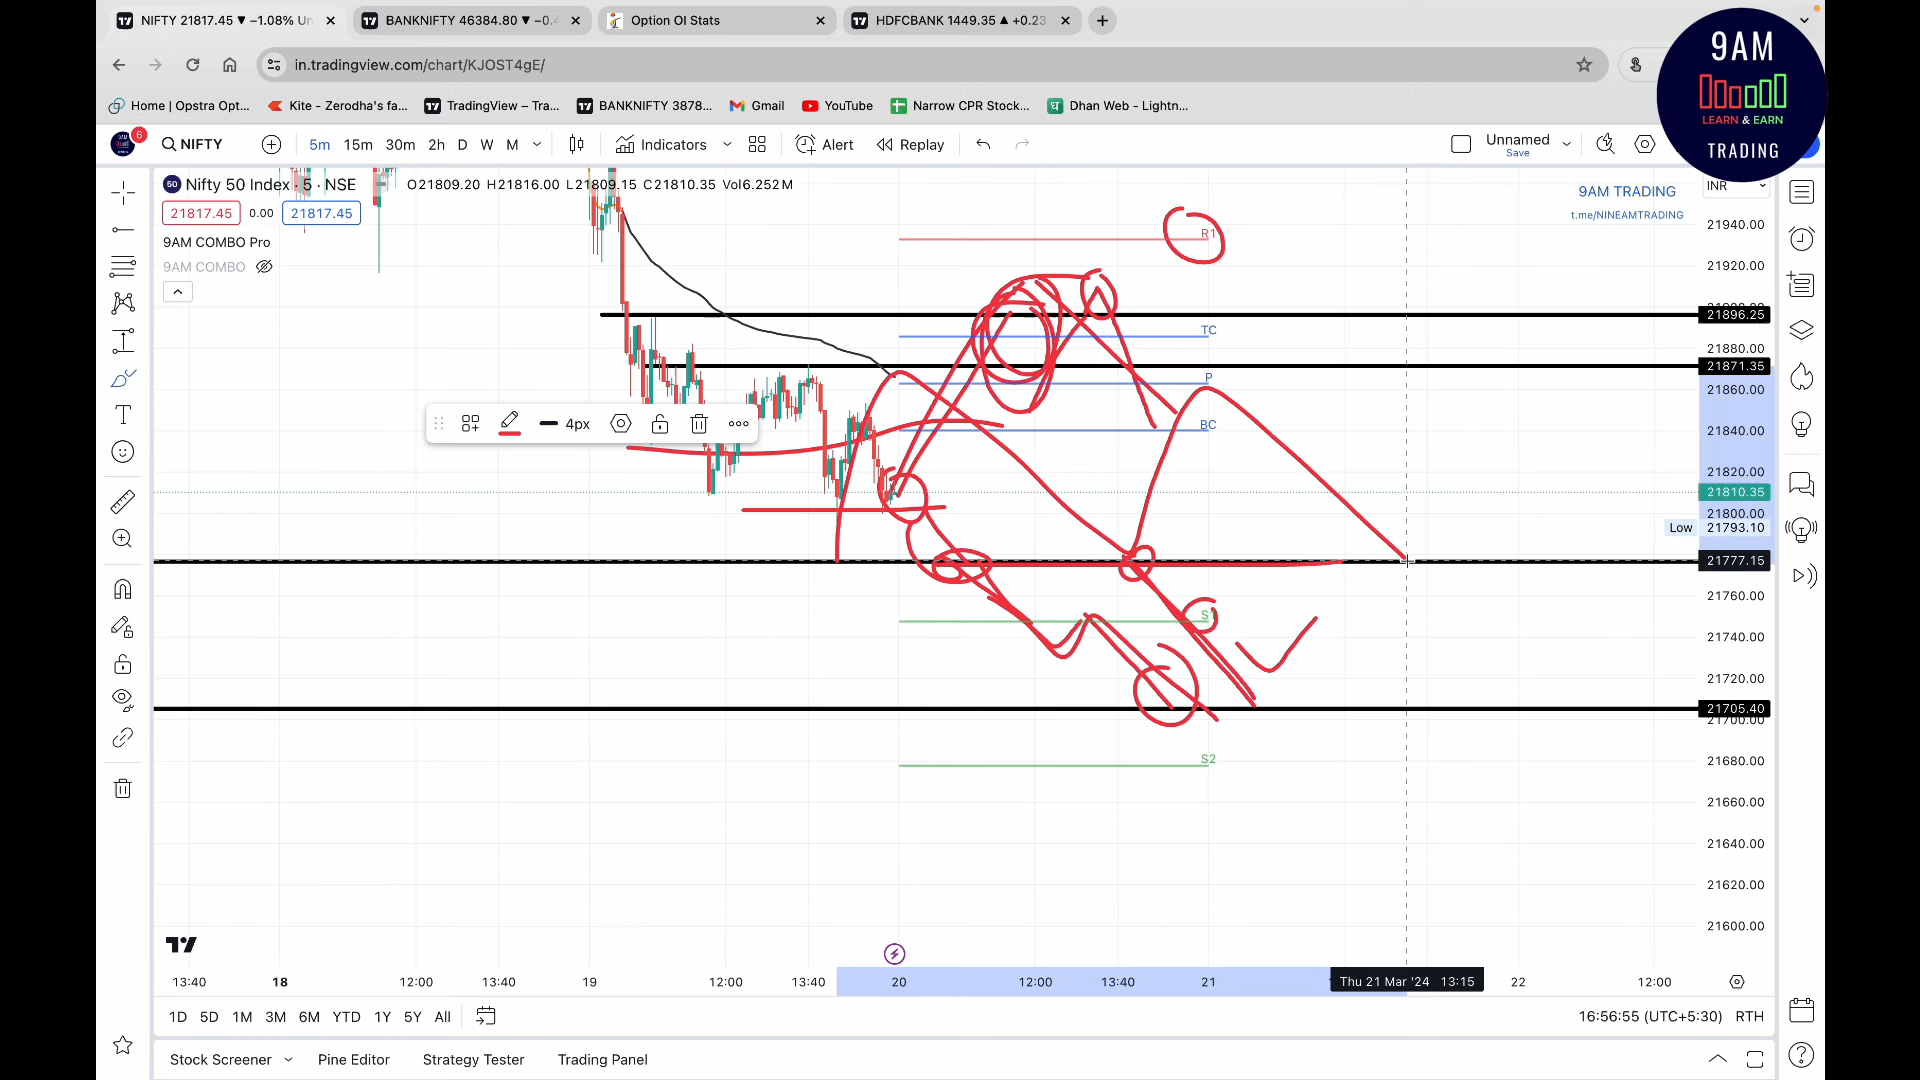 NIFTY 21817.45 ▼ −1.08% Un
BANKNIFTY 46384.80 ▼ −0.4
Option OI Stats
HDFCBANK 1449.35 ▲ +0.23
9AM
LEARN & EARN
TRADING
in.tradingview.com/chart/KJOST4gE/
Home | Opstra Opt...
Kite - Zerodha's fa...
TradingView – Tra...
BANKNIFTY 3878...
Gmail
YouTube
Narrow CPR Stock...
Dhan Web - Lightn...
6
NIFTY
5m 15m 30m 2h D W M
Indicators
Alert
Replay
Unnamed
Save
50 Nifty 50 Index · 5 · NSE
O21809.20 H21816.00 L21809.15 C21810.35 Vol6.252M
21817.45 0.00 21817.45
9AM COMBO Pro
9AM COMBO
9AM TRADING
t.me/NINEAMTRADING
INR
R1
TC
P
BC
S2
4px
21940.00
21920.00
21896.25
21880.00
21871.35
21860.00
21840.00
21820.00
21810.35
21800.00
Low 21793.10
21777.15
21760.00
21740.00
21720.00
21705.40
21700.00
21680.00
21660.00
21640.00
21620.00
21600.00
13:40 18 12:00 13:40 19 12:00 13:40 20 12:00 13:40 21 Thu 21 Mar '24 13:15 22 12:00
1D 5D 1M 3M 6M YTD 1Y 5Y All
16:56:55 (UTC+5:30) RTH
Stock Screener
Pine Editor
Strategy Tester
Trading Panel